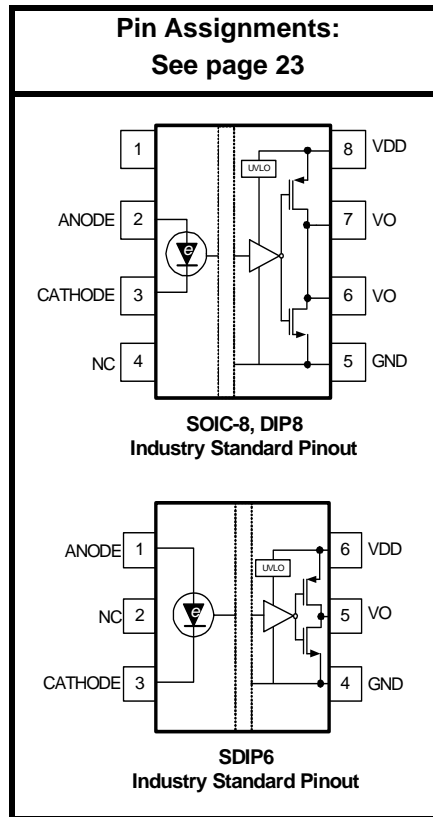 Pin Assignments:
See page 23
1
8 VDD
UVLO
ANODE 2
e
7 VO
CATHODE 3
6 VO
NC 4
5 GND
SOIC-8, DIP8
Industry Standard Pinout
ANODE 1
6 VDD
UVLO
NC 2
e
5 VO
CATHODE 3
4 GND
SDIP6
Industry Standard Pinout